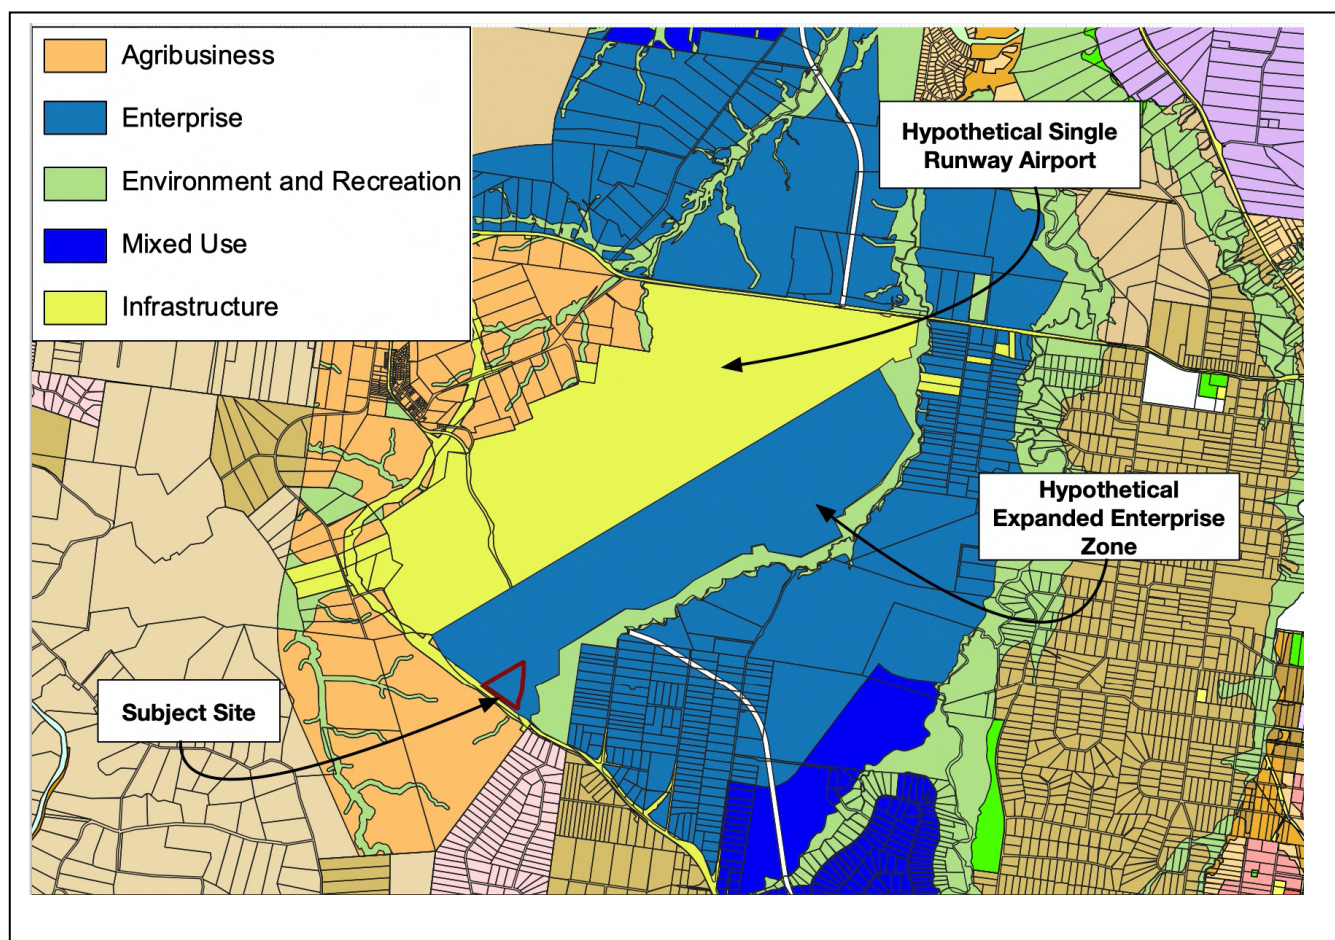 Agribusiness
Enterprise
Environment and Recreation
Mixed Use
Infrastructure
Hypothetical Single
Runway Airport
Hypothetical
Expanded Enterprise
Zone
Subject Site